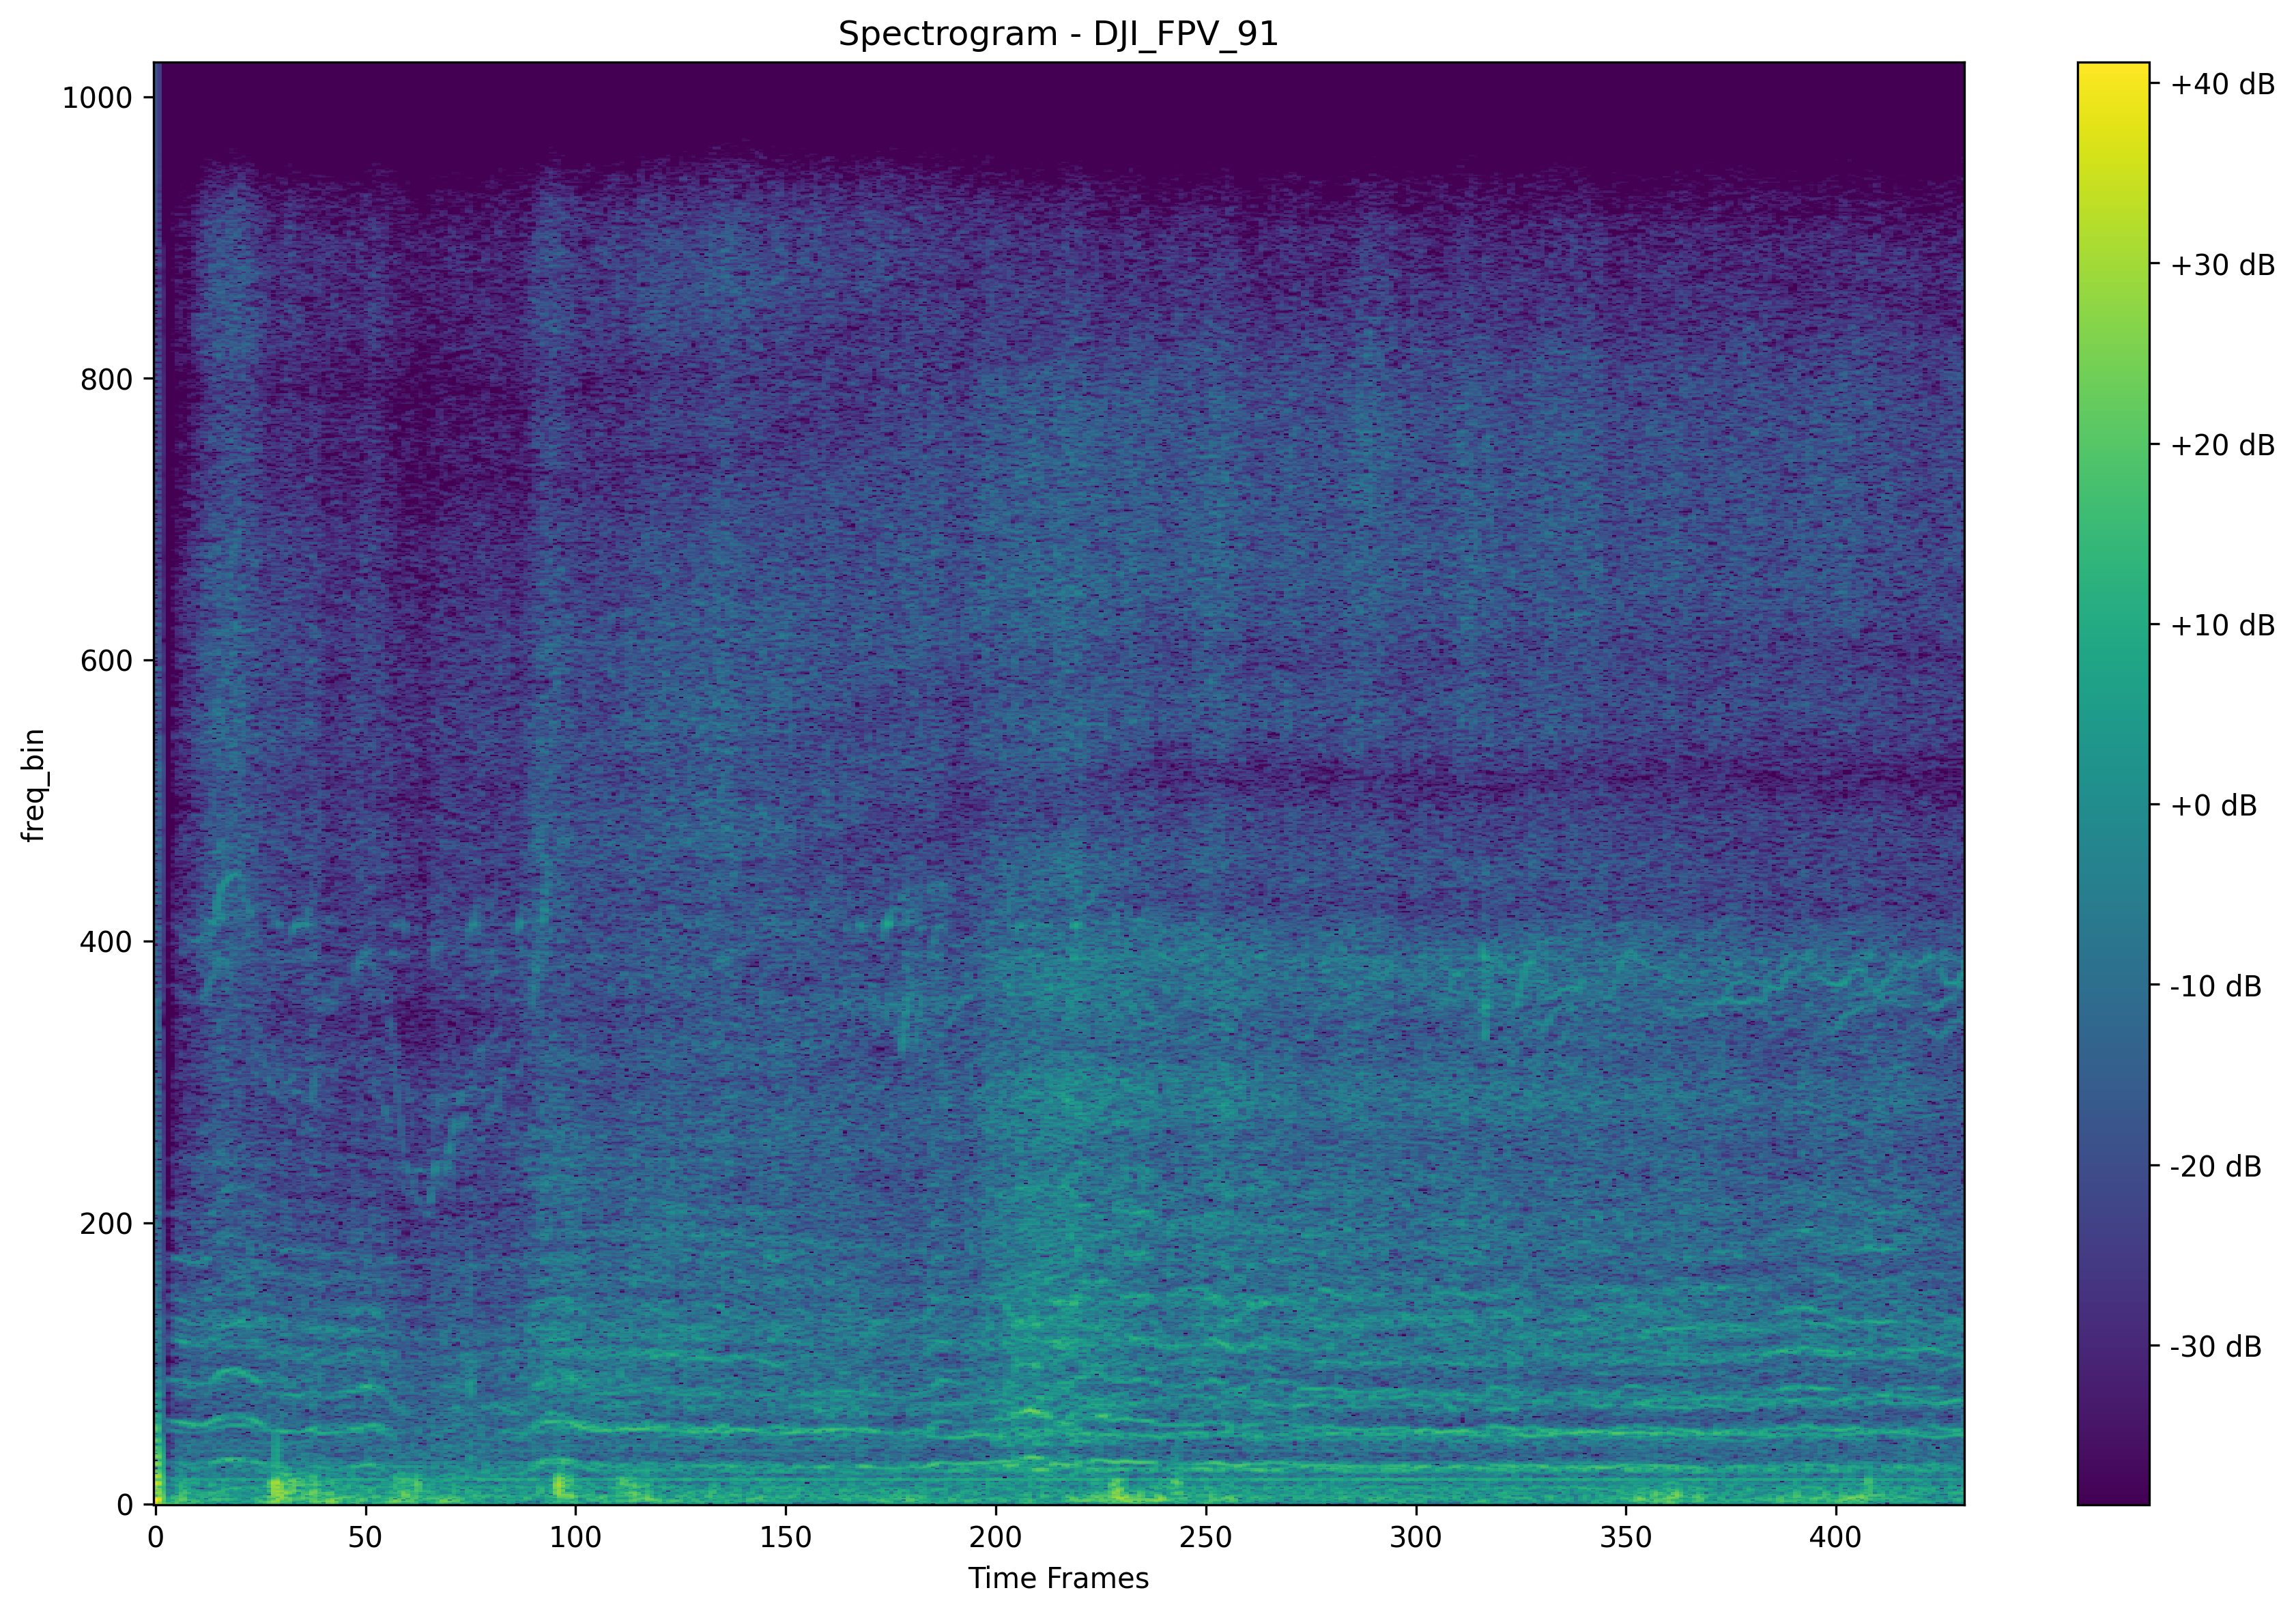 Spectrogram - DJI_FPV_91
freq_bin
1000
800
600
400
200
0
0 50 100 150 200 250 300 350 400
Time Frames
+40 dB
+30 dB
+20 dB
+10 dB
+0 dB
-10 dB
-20 dB
-30 dB